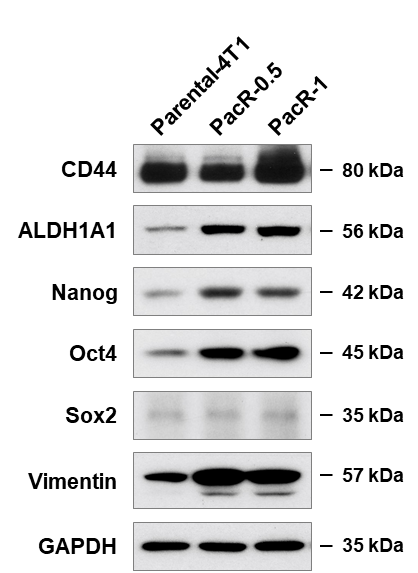 Parental-4T1
PacR-0.5
PacR-1
CD44
80 kDa
ALDH1A1
56 kDa
Nanog
42 kDa
Oct4
45 kDa
Sox2
35 kDa
Vimentin
57 kDa
GAPDH
35 kDa